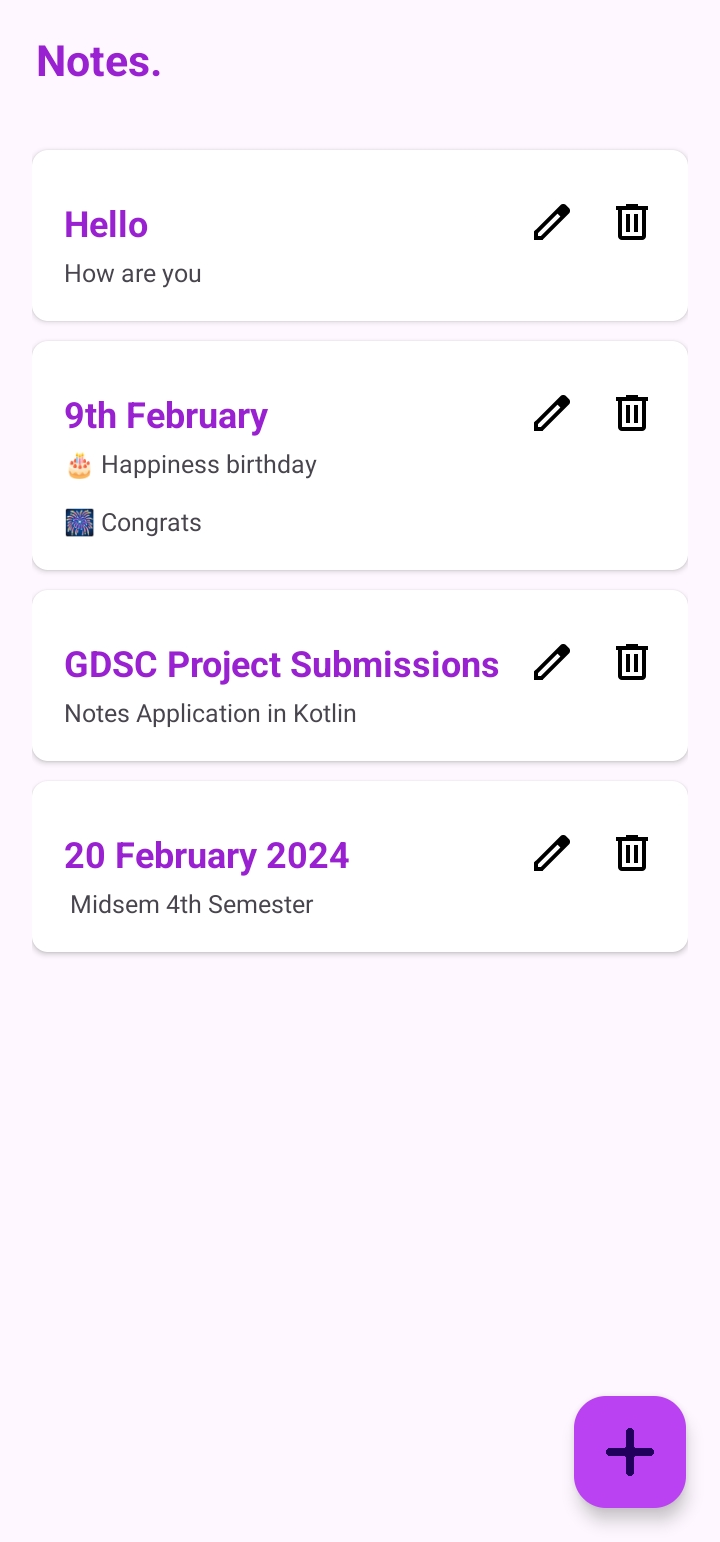 Notes.
Hello
How are you
9th February
🎂 Happiness birthday
🎆 Congrats
GDSC Project Submissions
Notes Application in Kotlin
20 February 2024
Midsem 4th Semester